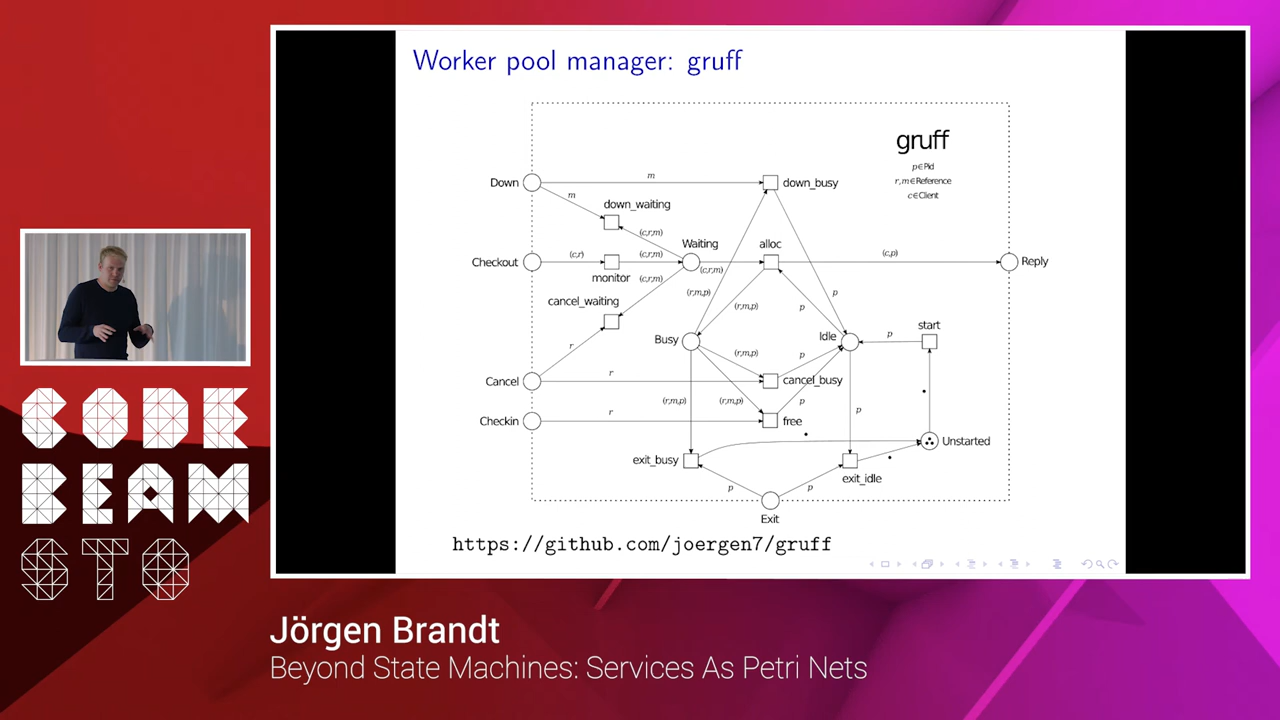 Worker pool manager: gruff
gruff
p∈Pid
r,m∈Reference
c∈Client
Down
m
down_busy
m
down_waiting
(c,r,m)
Waiting
alloc
Checkout
(c,r)
(c,r,m)
(c,r,m)
(c,p)
Reply
monitor
(c,r,m)
cancel_waiting
(r,m,p)
p
(r,m,p)
p
start
r
Busy
Idle
p
(r,m,p)
p
Cancel
r
cancel_busy
(r,m,p)
(r,m,p)
p
p
Checkin
r
free
Unstarted
exit_busy
exit_idle
p
p
Exit
https://github.com/joergen7/gruff
CODE
BEAM
STO
Jörgen Brandt
Beyond State Machines: Services As Petri Nets